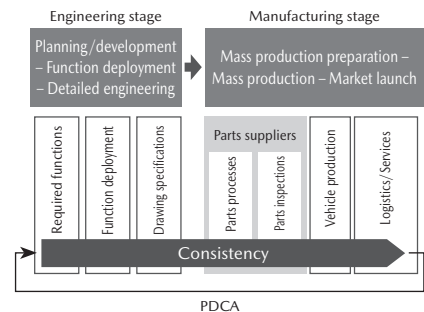 Engineering stage
Manufacturing stage
Planning/development
– Function deployment
– Detailed engineering
Mass production preparation –
Mass production – Market launch
Required functions
Function deployment
Drawing specifications
Parts suppliers
Parts processes
Parts inspections
Vehicle production
Logistics/Services
Consistency
PDCA